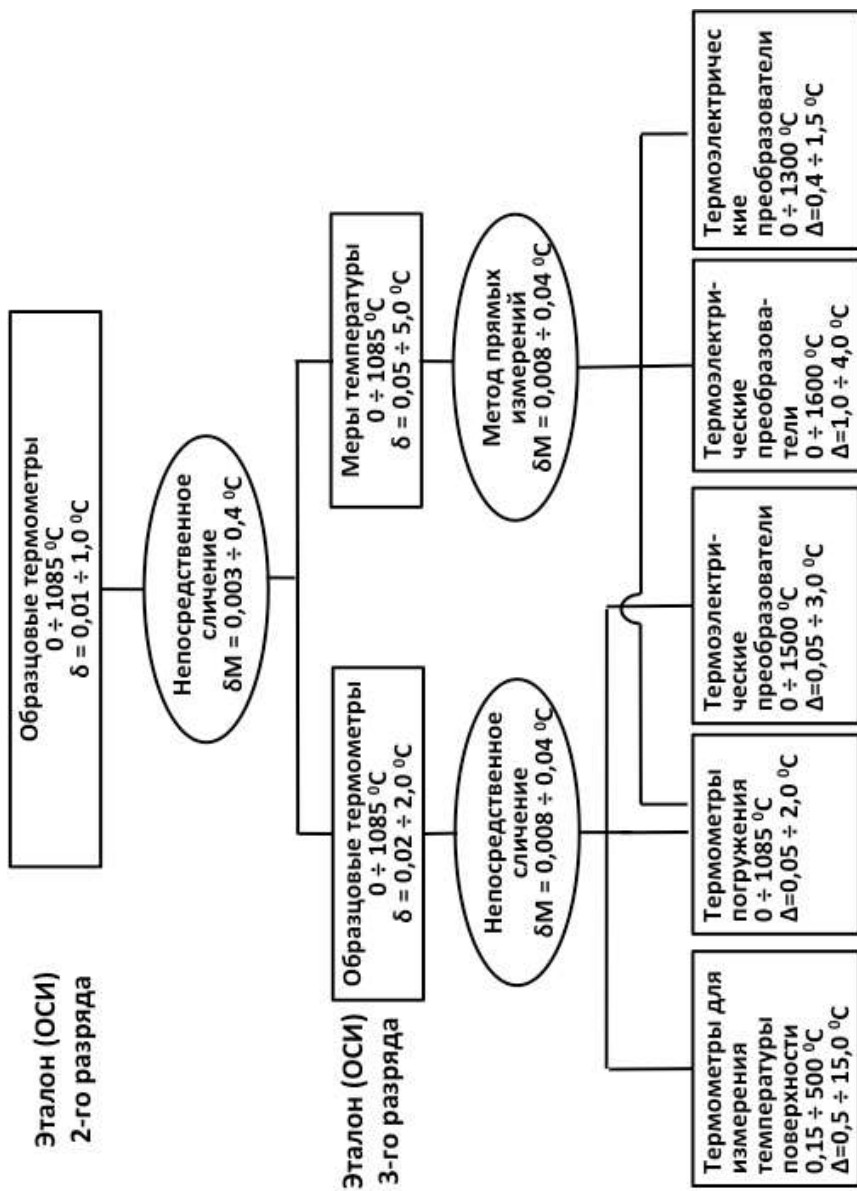 Эталон (ОСИ)
2-го разряда
Образцовые термометры
0 ÷ 1085 ⁰С
δ = 0,01 ÷ 1,0 ⁰С
Непосредственное
сличение
δМ = 0,003 ÷ 0,4 ⁰С
Эталон (ОСИ)
3-го разряда
Образцовые термометры
0 ÷ 1085 ⁰С
δ = 0,02 ÷ 2,0 ⁰С
Меры температуры
0 ÷ 1085 ⁰С
δ = 0,05 ÷ 5,0 ⁰С
Непосредственное
сличение
δМ = 0,008 ÷ 0,04 ⁰С
Метод прямых
измерений
δМ = 0,008 ÷ 0,04 ⁰С
Термометры для
измерения
температуры
поверхности
0,15 ÷ 500 ⁰С
Δ=0,5 ÷ 15,0 ⁰С
Термометры
погружения
0 ÷ 1085 ⁰С
Δ=0,05 ÷ 2,0 ⁰С
Термоэлектри-
ческие
преобразователи
0 ÷ 1500 ⁰С
Δ=0,05 ÷ 3,0 ⁰С
Термоэлектри-
ческие
преобразова-
тели
0 ÷ 1600 ⁰С
Δ=1,0 ÷ 4,0 ⁰С
Термоэлектричес
кие
преобразователи
0 ÷ 1300 ⁰С
Δ=0,4 ÷ 1,5 ⁰С